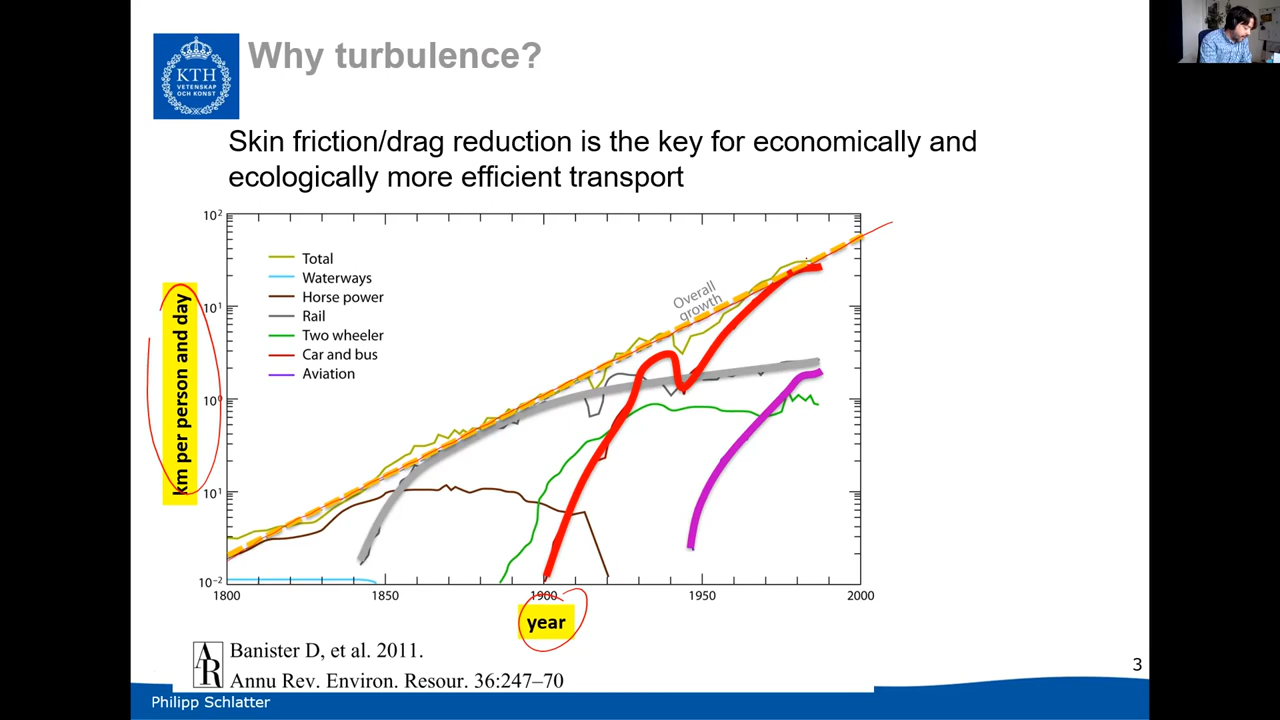 KTH
VETENSKAP
OCH KONST
Why turbulence?
Skin friction/drag reduction is the key for economically and
ecologically more efficient transport
km per person and day
10²
10¹
10⁰
10¹
10⁻²
Total
Waterways
Horse power
Rail
Two wheeler
Car and bus
Aviation
Overall
growth
1800
1850
1900
1950
2000
year
AR
Banister D, et al. 2011.
Annu Rev. Environ. Resour. 36:247–70
3
Philipp Schlatter